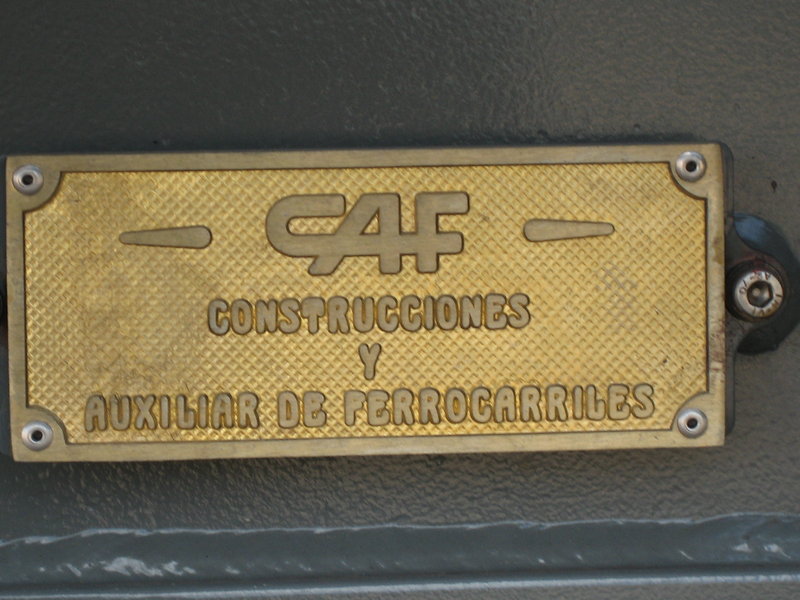 CAF
CONSTRUCCIONES
Y
AUXILIAR DE FERROCARRILES